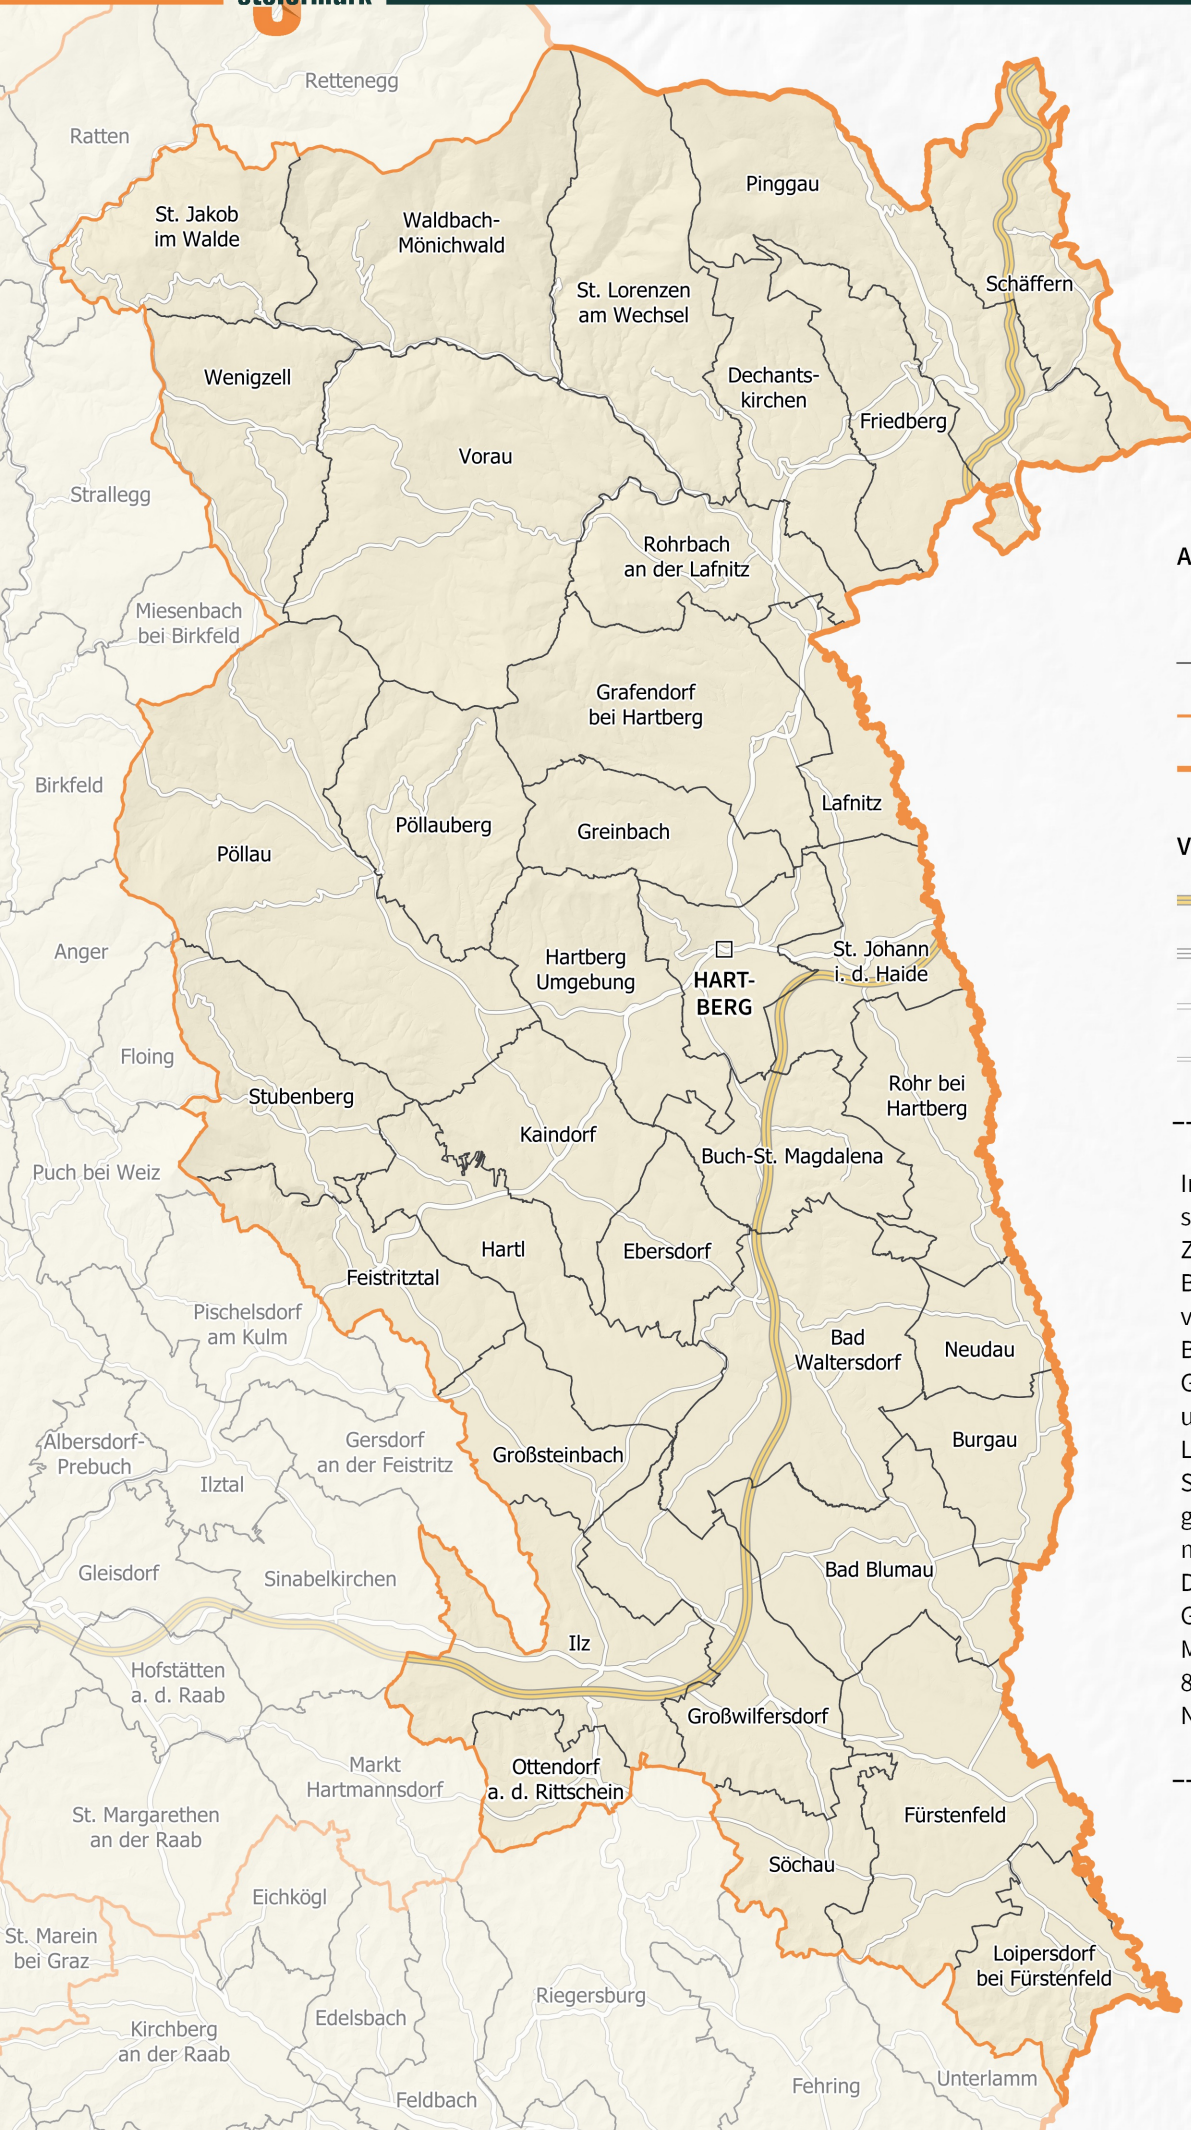 Steiermark
Rettenegg
Ratten
Pinggau
St. Jakob
im Walde
Waldbach-
Mönichwald
Schäffern
St. Lorenzen
am Wechsel
Wenigzell
Dechants-
kirchen
Friedberg
Vorau
Strallegg
Rohrbach
an der Lafnitz
A
Miesenbach
bei Birkfeld
Grafendorf
bei Hartberg
Birkfeld
Lafnitz
Pöllauberg
Greinbach
Pöllau
V
Anger
Hartberg
Umgebung
HART-
BERG
St. Johann
i. d. Haide
Floing
Stubenberg
Rohr bei
Hartberg
Kaindorf
Buch-St. Magdalena
Puch bei Weiz
Hartl
Ebersdorf
Feistritztal
Pischelsdorf
am Kulm
Bad
Waltersdorf
Neudau
Albersdorf-
Prebuch
Gersdorf
an der Feistritz
Großsteinbach
Burgau
Ilztal
Gleisdorf
Sinabelkirchen
Bad Blumau
Ilz
Hofstätten
a. d. Raab
Großwilfersdorf
Markt
Hartmannsdorf
Ottendorf
a. d. Rittschein
St. Margarethen
an der Raab
Fürstenfeld
Söchau
Eichkögl
St. Marein
bei Graz
Loipersdorf
bei Fürstenfeld
Riegersburg
Edelsbach
Kirchberg
an der Raab
Feldbach
Fehring
Unterlamm